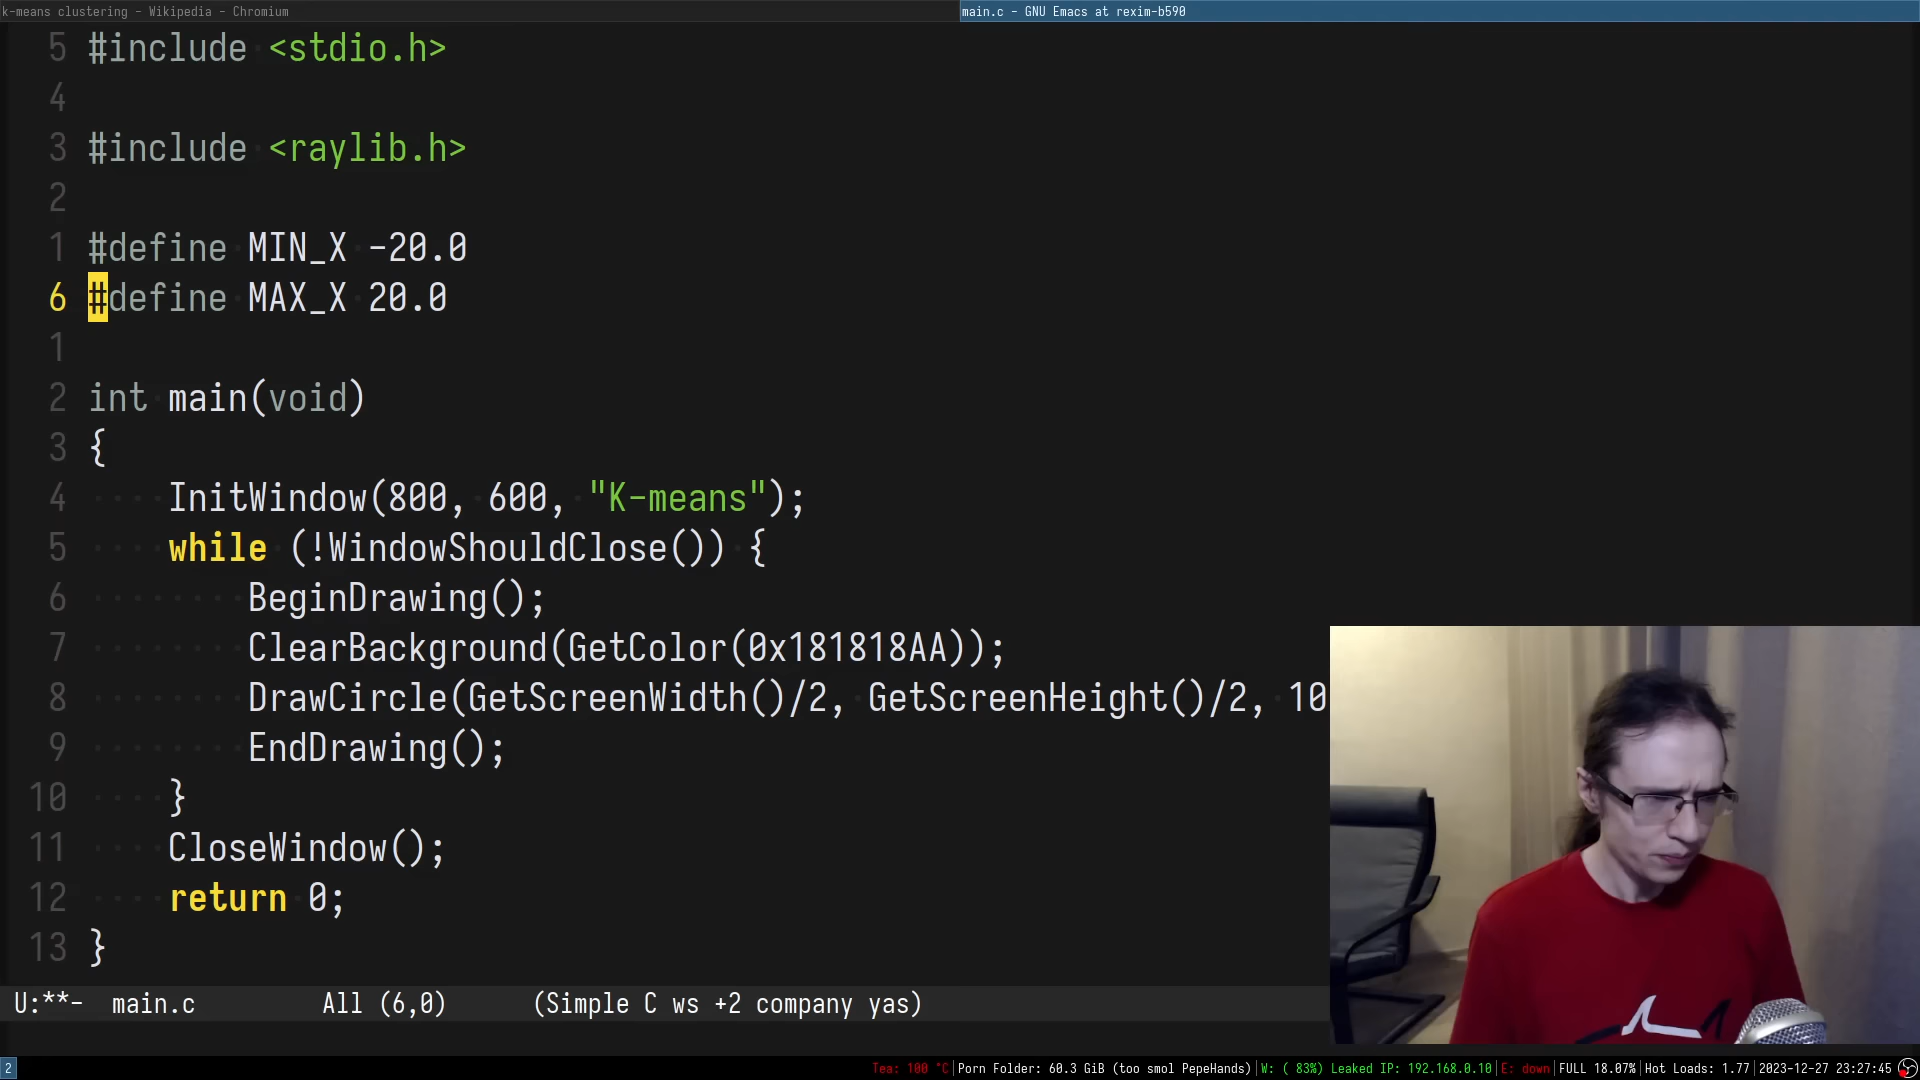 k-means clustering - Wikipedia - Chromium
main.c - GNU Emacs at rexim-b590
5 #include <stdio.h>
4
3 #include <raylib.h>
2
1 #define MIN_X -20.0
6 #define MAX_X 20.0
1
2 int main(void)
3 {
4 InitWindow(800, 600, "K-means");
5 while (!WindowShouldClose()) {
6 BeginDrawing();
7 ClearBackground(GetColor(0x181818AA));
8 DrawCircle(GetScreenWidth()/2, GetScreenHeight()/2, 10
9 EndDrawing();
10 }
11 CloseWindow();
12 return 0;
13 }
U:**- main.c All (6,0) (Simple C ws +2 company yas)
2 Tea: 100 °C|Porn Folder: 60.3 GiB (too smol PepeHands)|W: ( 83%) Leaked IP: 192.168.0.10|E: down|FULL 18.07%|Hot Loads: 1.77|2023-12-27 23:27:45